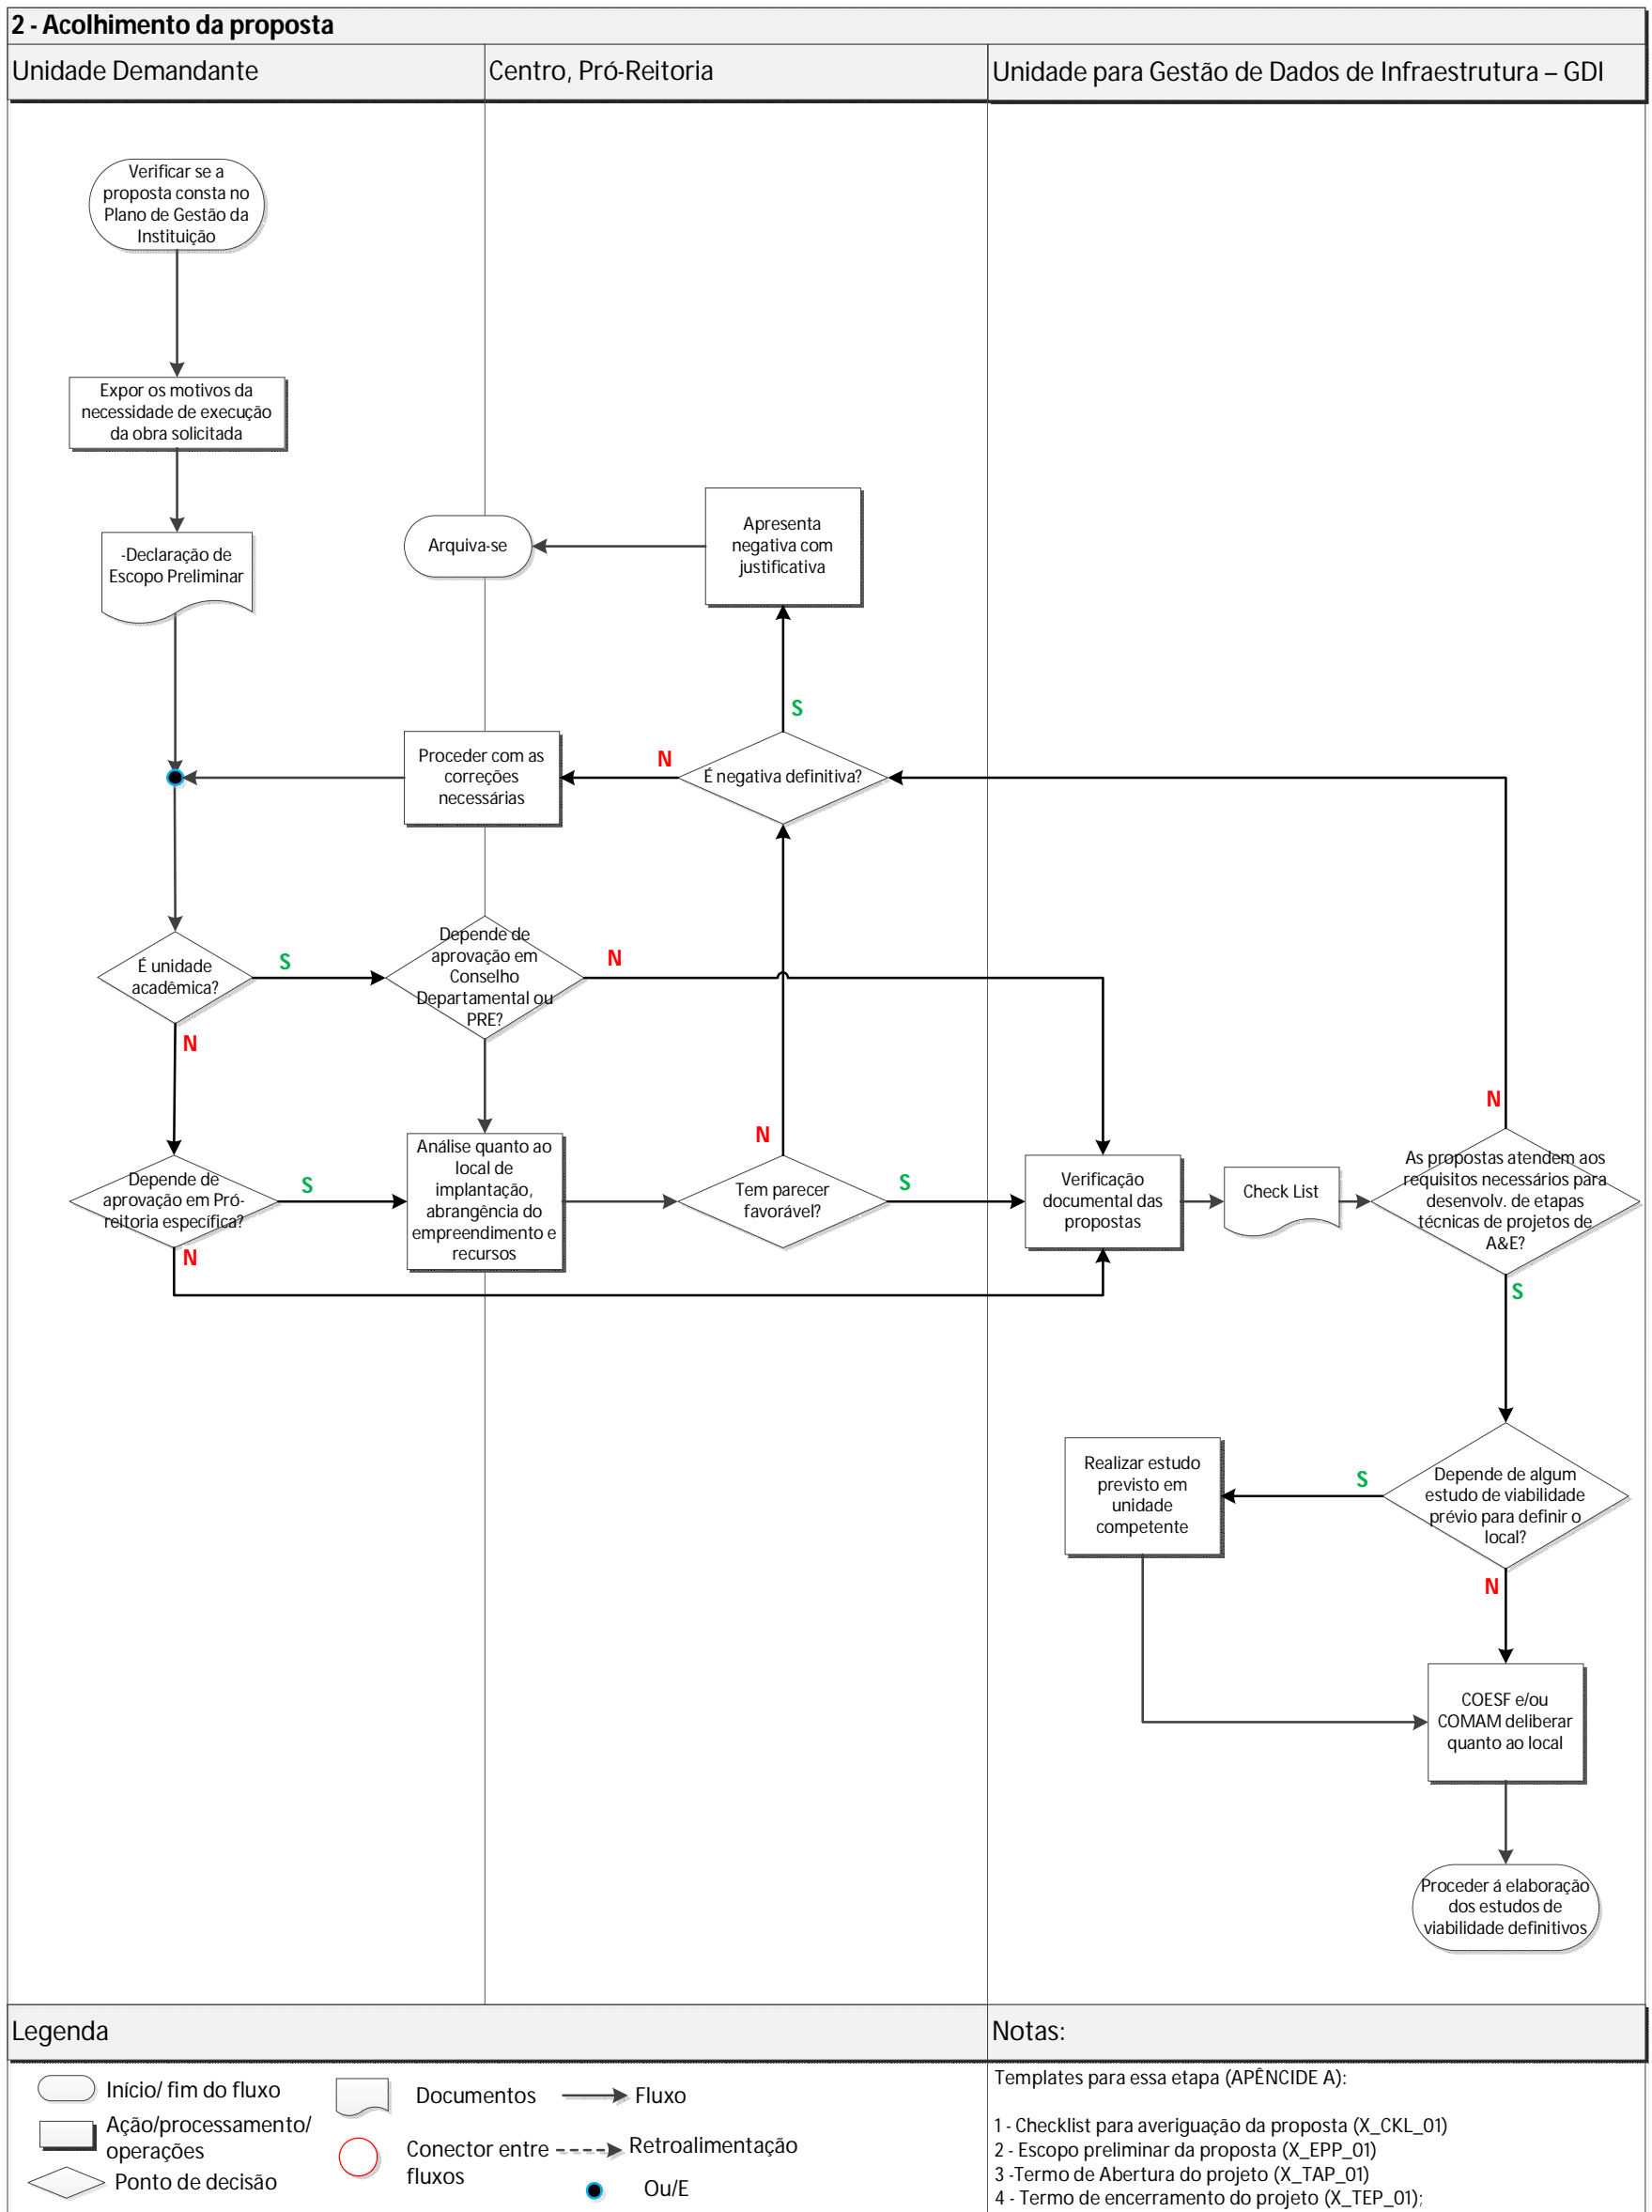 2 - Acolhimento da proposta
Unidade Demandante
Centro, Pró-Reitoria
Unidade para Gestão de Dados de Infraestrutura – GDI
Verificar se a
proposta consta no
Plano de Gestão da
Instituição
Expor os motivos da
necessidade de execução
da obra solicitada
-Declaração de
Escopo Preliminar
Arquiva-se
Apresenta
negativa com
justificativa
S
Proceder com as
correções
necessárias
N
É negativa definitiva?
É unidade
acadêmica?
S
N
Depende de
aprovação em
Conselho
Departamental ou
PRE?
N
Depende de
aprovação em Pró-
reitoria específica?
S
N
Análise quanto ao
local de
implantação,
abrangência do
empreendimento e
recursos
N
Tem parecer
favorável?
S
Verificação
documental das
propostas
Check List
N
As propostas atendem aos
requisitos necessários para
desenvolv. de etapas
técnicas de projetos de
A&E?
S
Realizar estudo
previsto em
unidade
competente
S
Depende de algum
estudo de viabilidade
prévio para definir o
local?
N
COESF e/ou
COMAM deliberar
quanto ao local
Proceder á elaboração
dos estudos de
viabilidade definitivos
Legenda
Início/ fim do fluxo
Ação/processamento/
operações
Ponto de decisão
Documentos
Conector entre
fluxos
Fluxo
Retroalimentação
Ou/E
Notas:
Templates para essa etapa (APÊNCIDE A):
1 - Checklist para averiguação da proposta (X_CKL_01)
2 - Escopo preliminar da proposta (X_EPP_01)
3 -Termo de Abertura do projeto (X_TAP_01)
4 - Termo de encerramento do projeto (X_TEP_01);